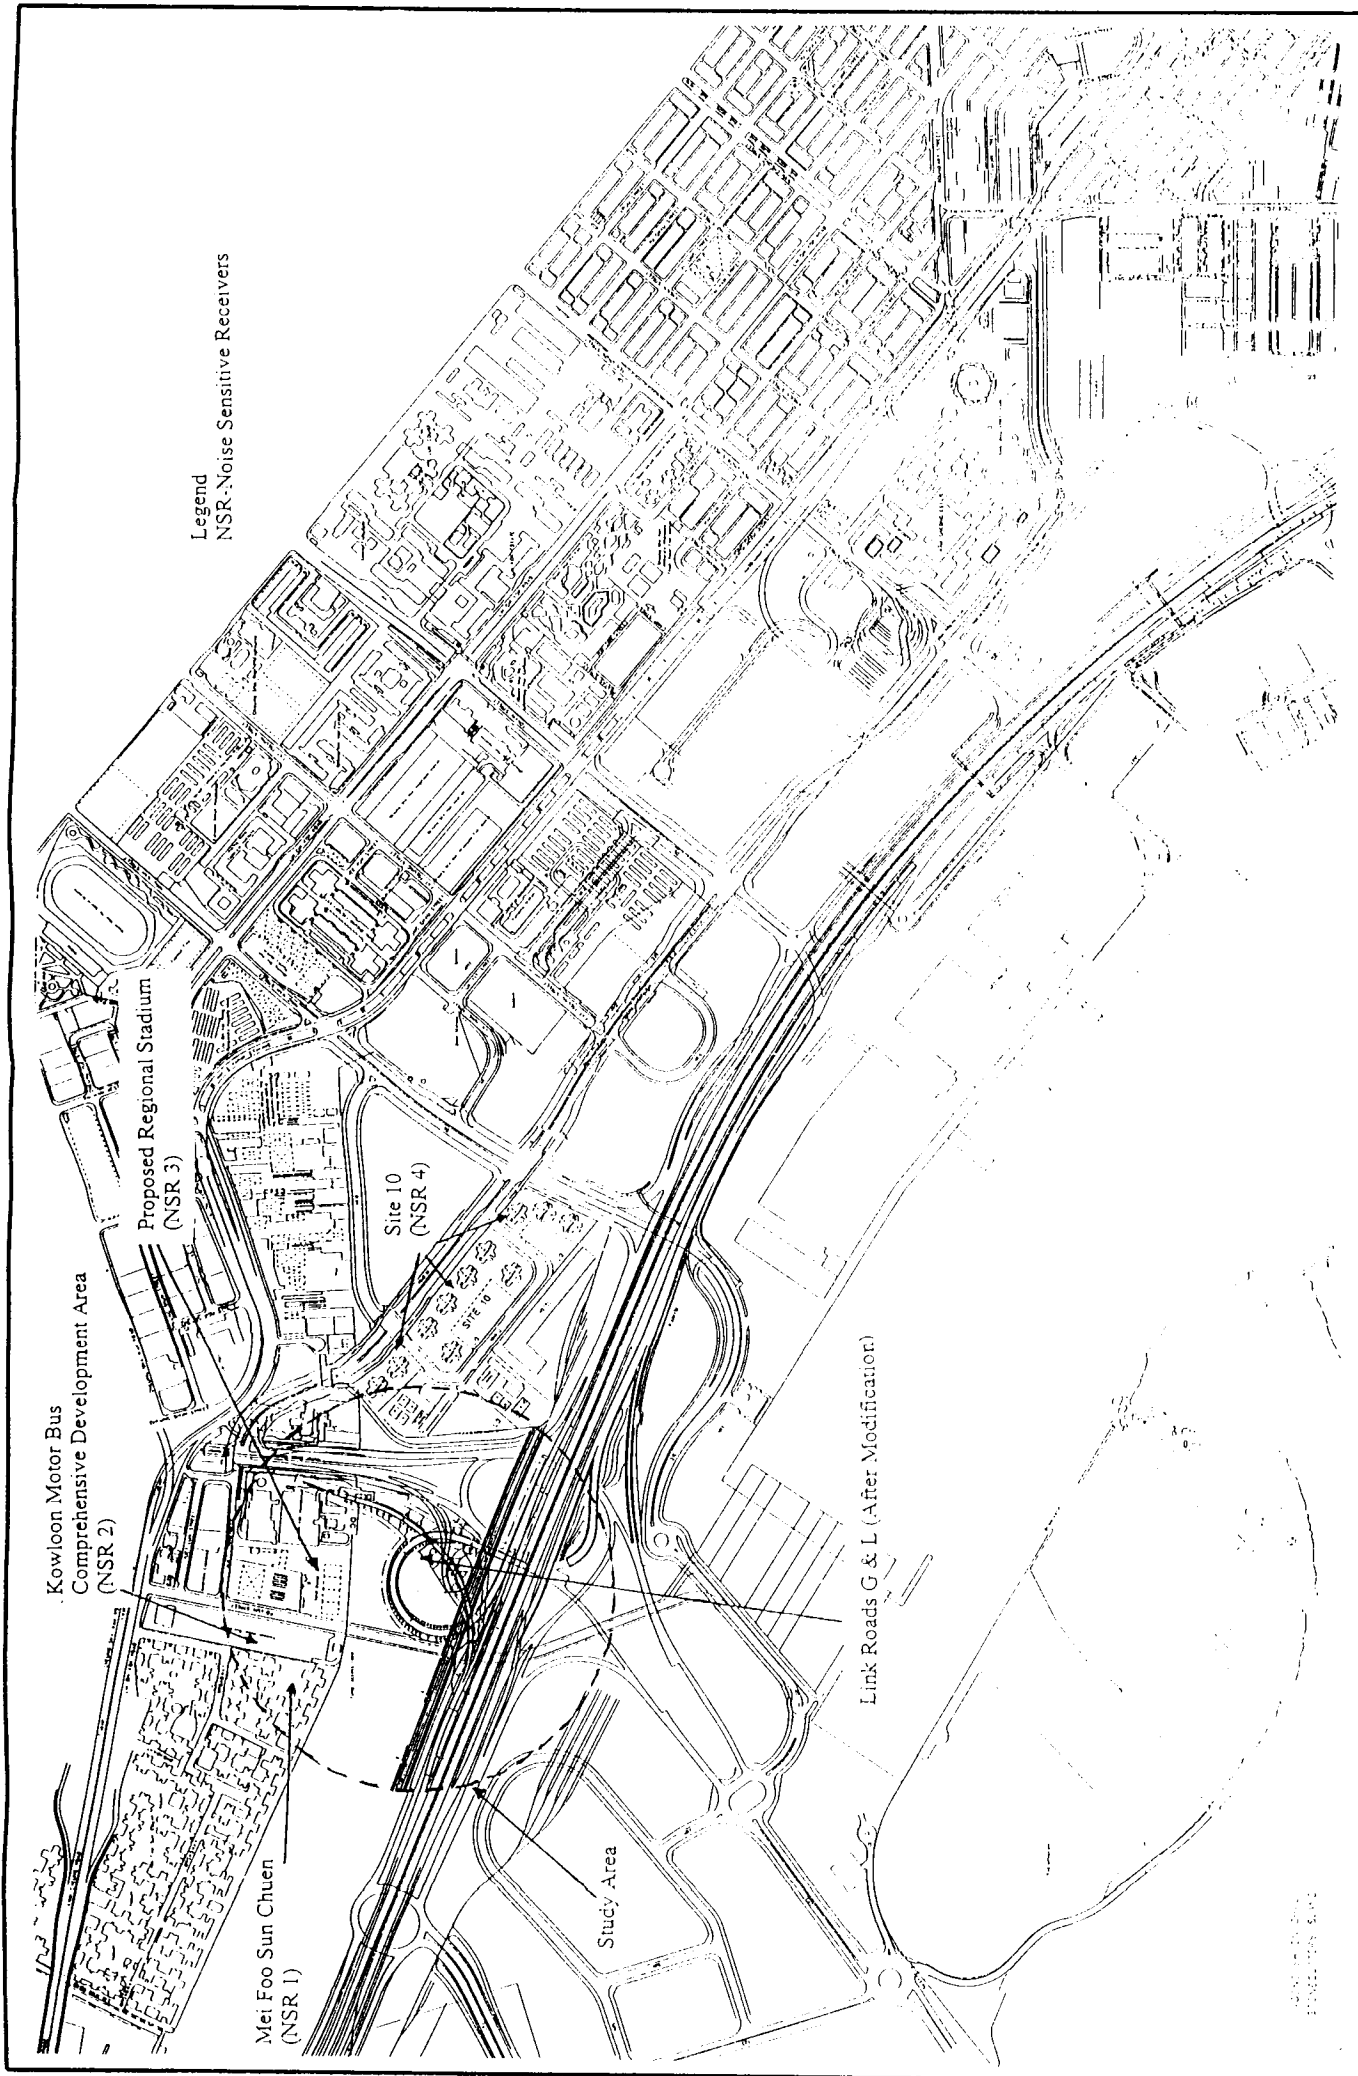 Legend
NSR-Noise Sensitive Receivers
Kowloon Motor Bus
Comprehensive Development Area
(NSR 2)
Proposed Regional Stadium
(NSR 3)
Site 10
(NSR 4)
SITE 10
Mei Foo Sun Chuen
(NSR 1)
Study Area
Link Roads G & L (After Modification)